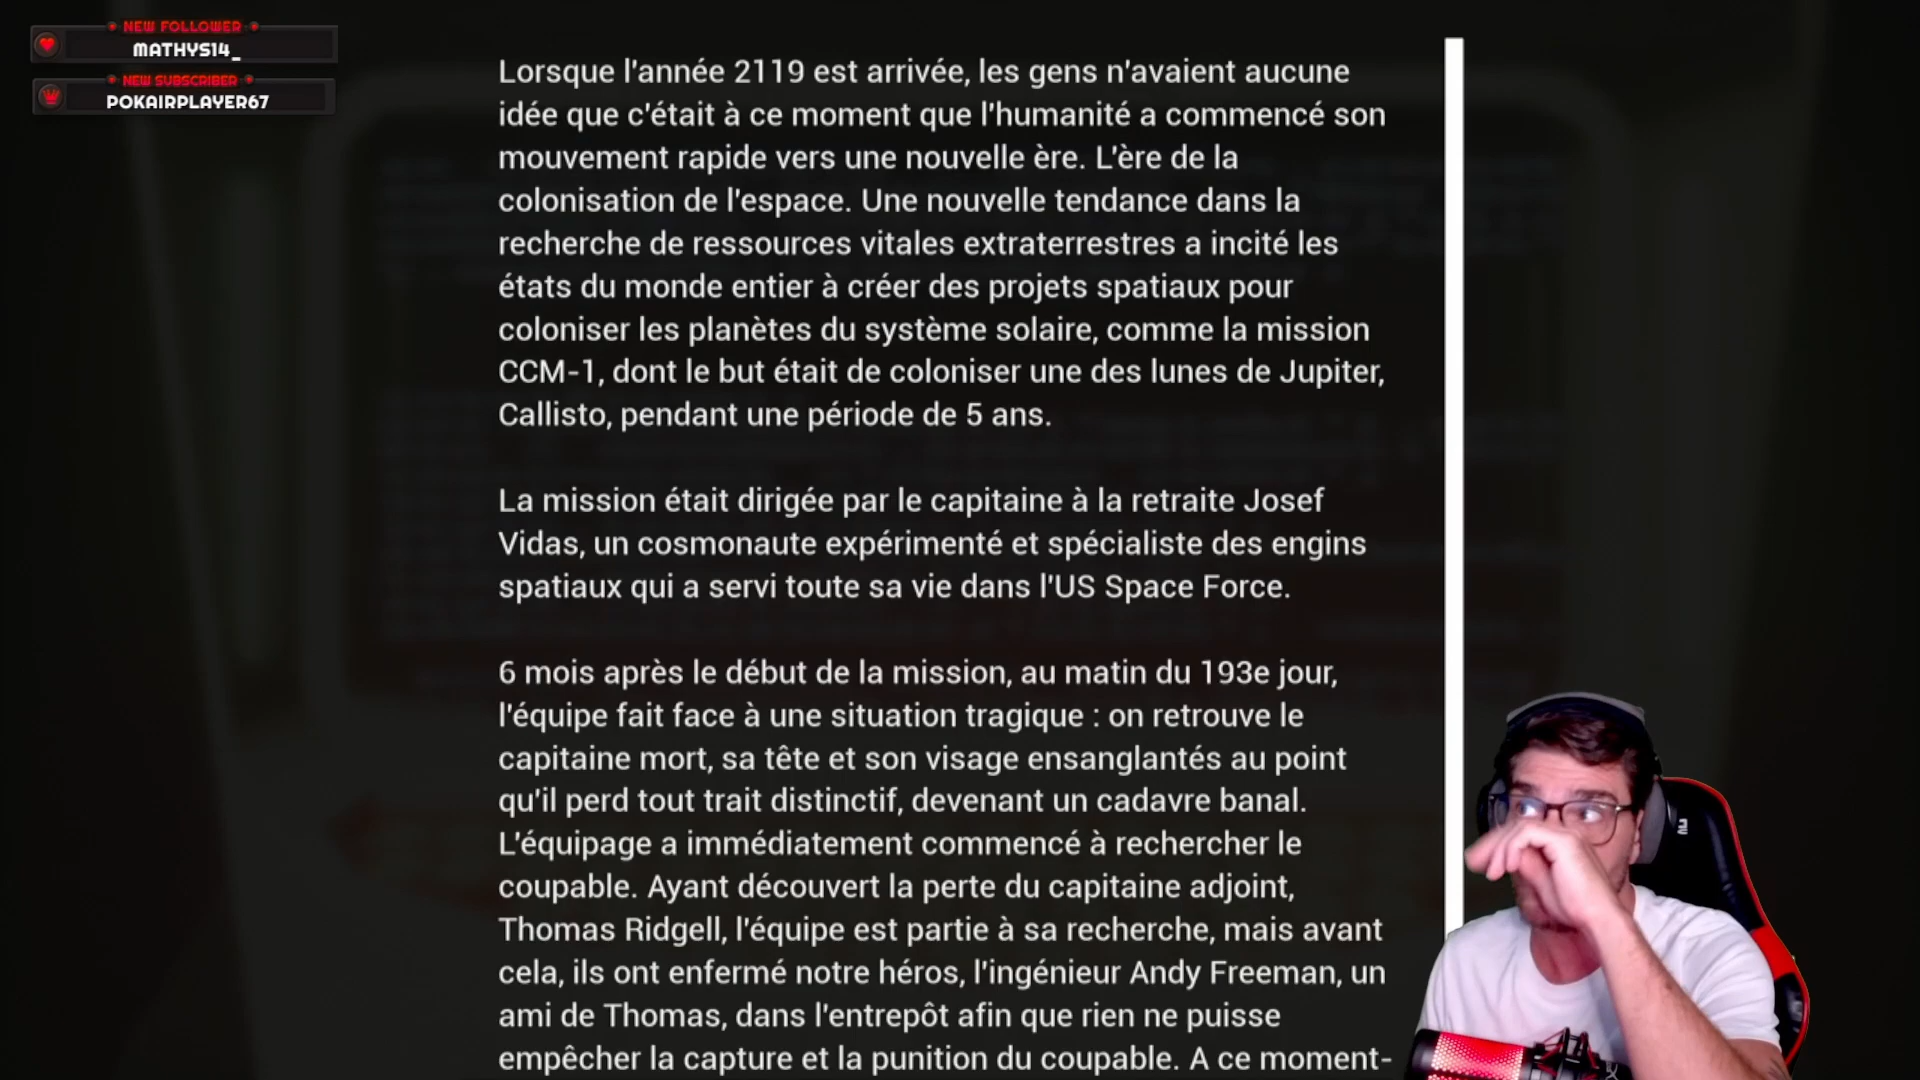 NEW FOLLOWER
MATHYS14_
NEW SUBSCRIBER
POKAIRPLAYER67
Lorsque l'année 2119 est arrivée, les gens n'avaient aucune
idée que c'était à ce moment que l'humanité a commencé son
mouvement rapide vers une nouvelle ère. L'ère de la
colonisation de l'espace. Une nouvelle tendance dans la
recherche de ressources vitales extraterrestres a incité les
états du monde entier à créer des projets spatiaux pour
coloniser les planètes du système solaire, comme la mission
CCM-1, dont le but était de coloniser une des lunes de Jupiter,
Callisto, pendant une période de 5 ans.
La mission était dirigée par le capitaine à la retraite Josef
Vidas, un cosmonaute expérimenté et spécialiste des engins
spatiaux qui a servi toute sa vie dans l'US Space Force.
6 mois après le début de la mission, au matin du 193e jour,
l'équipe fait face à une situation tragique : on retrouve le
capitaine mort, sa tête et son visage ensanglantés au point
qu'il perd tout trait distinctif, devenant un cadavre banal.
L'équipage a immédiatement commencé à rechercher le
coupable. Ayant découvert la perte du capitaine adjoint,
Thomas Ridgell, l'équipe est partie à sa recherche, mais avant
cela, ils ont enfermé notre héros, l'ingénieur Andy Freeman, un
ami de Thomas, dans l'entrepôt afin que rien ne puisse
empêcher la capture et la punition du coupable. A ce moment-